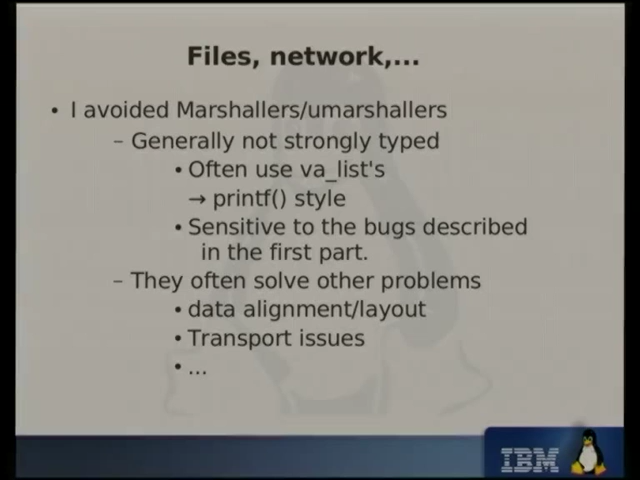 Files, network,...
• I avoided Marshallers/umarshallers
– Generally not strongly typed
• Often use va_list's
→ printf() style
• Sensitive to the bugs described
in the first part.
– They often solve other problems
• data alignment/layout
• Transport issues
• ...
IBM